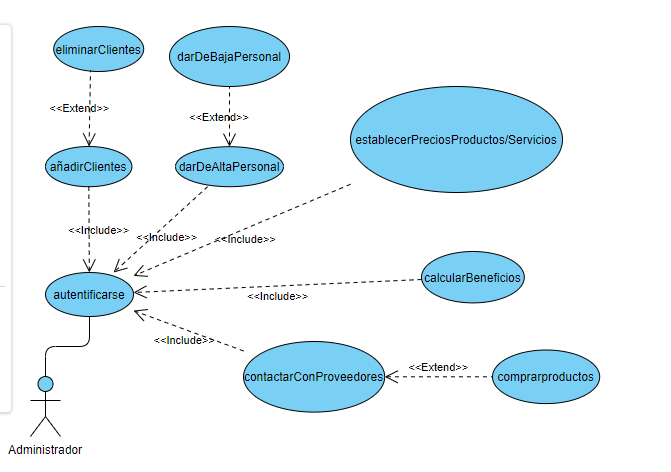 eliminarClientes
darDeBajaPersonal
<<Extend>>
<<Extend>>
establecerPreciosProductos/Servicios
añadirClientes
darDeAltaPersonal
<<Include>>
<<Include>>
<<Include>>
calcularBeneficios
autentificarse
<<Include>>
<<Include>>
contactarConProveedores
<<Extend>>
comprarproductos
Administrador